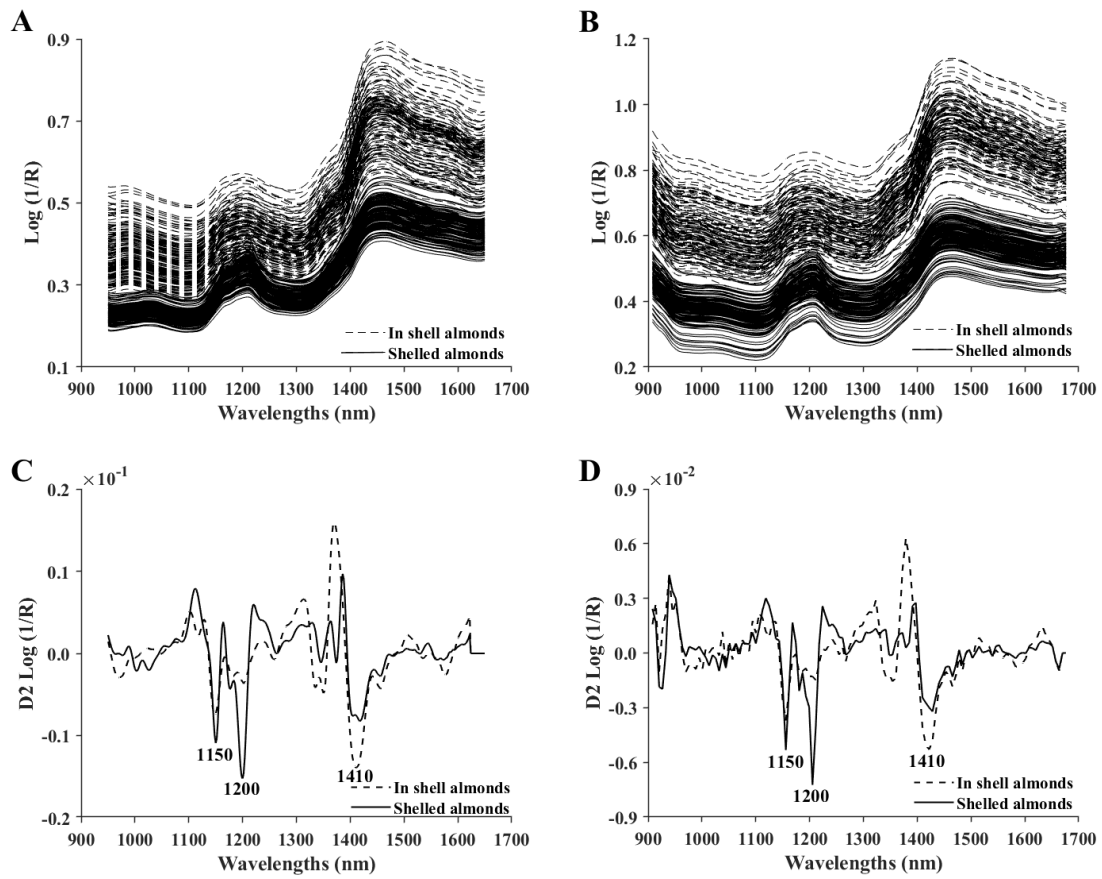 A
0.9
0.7
0.5
0.3
0.1
Log (1/R)
In shell almonds
Shelled almonds
900 1000 1100 1200 1300 1400 1500 1600 1700
Wavelengths (nm)
B
1.2
1.0
0.8
0.6
0.4
0.2
Log (1/R)
In shell almonds
Shelled almonds
900 1000 1100 1200 1300 1400 1500 1600 1700
Wavelengths (nm)
C
×10⁻¹
0.2
0.1
0.0
-0.1
-0.2
D2 Log (1/R)
1150
1200
1410
In shell almonds
Shelled almonds
900 1000 1100 1200 1300 1400 1500 1600 1700
Wavelengths (nm)
D
×10⁻²
0.9
0.6
0.3
0.0
-0.3
-0.6
-0.9
D2 Log (1/R)
1150
1200
1410
In shell almonds
Shelled almonds
900 1000 1100 1200 1300 1400 1500 1600 1700
Wavelengths (nm)